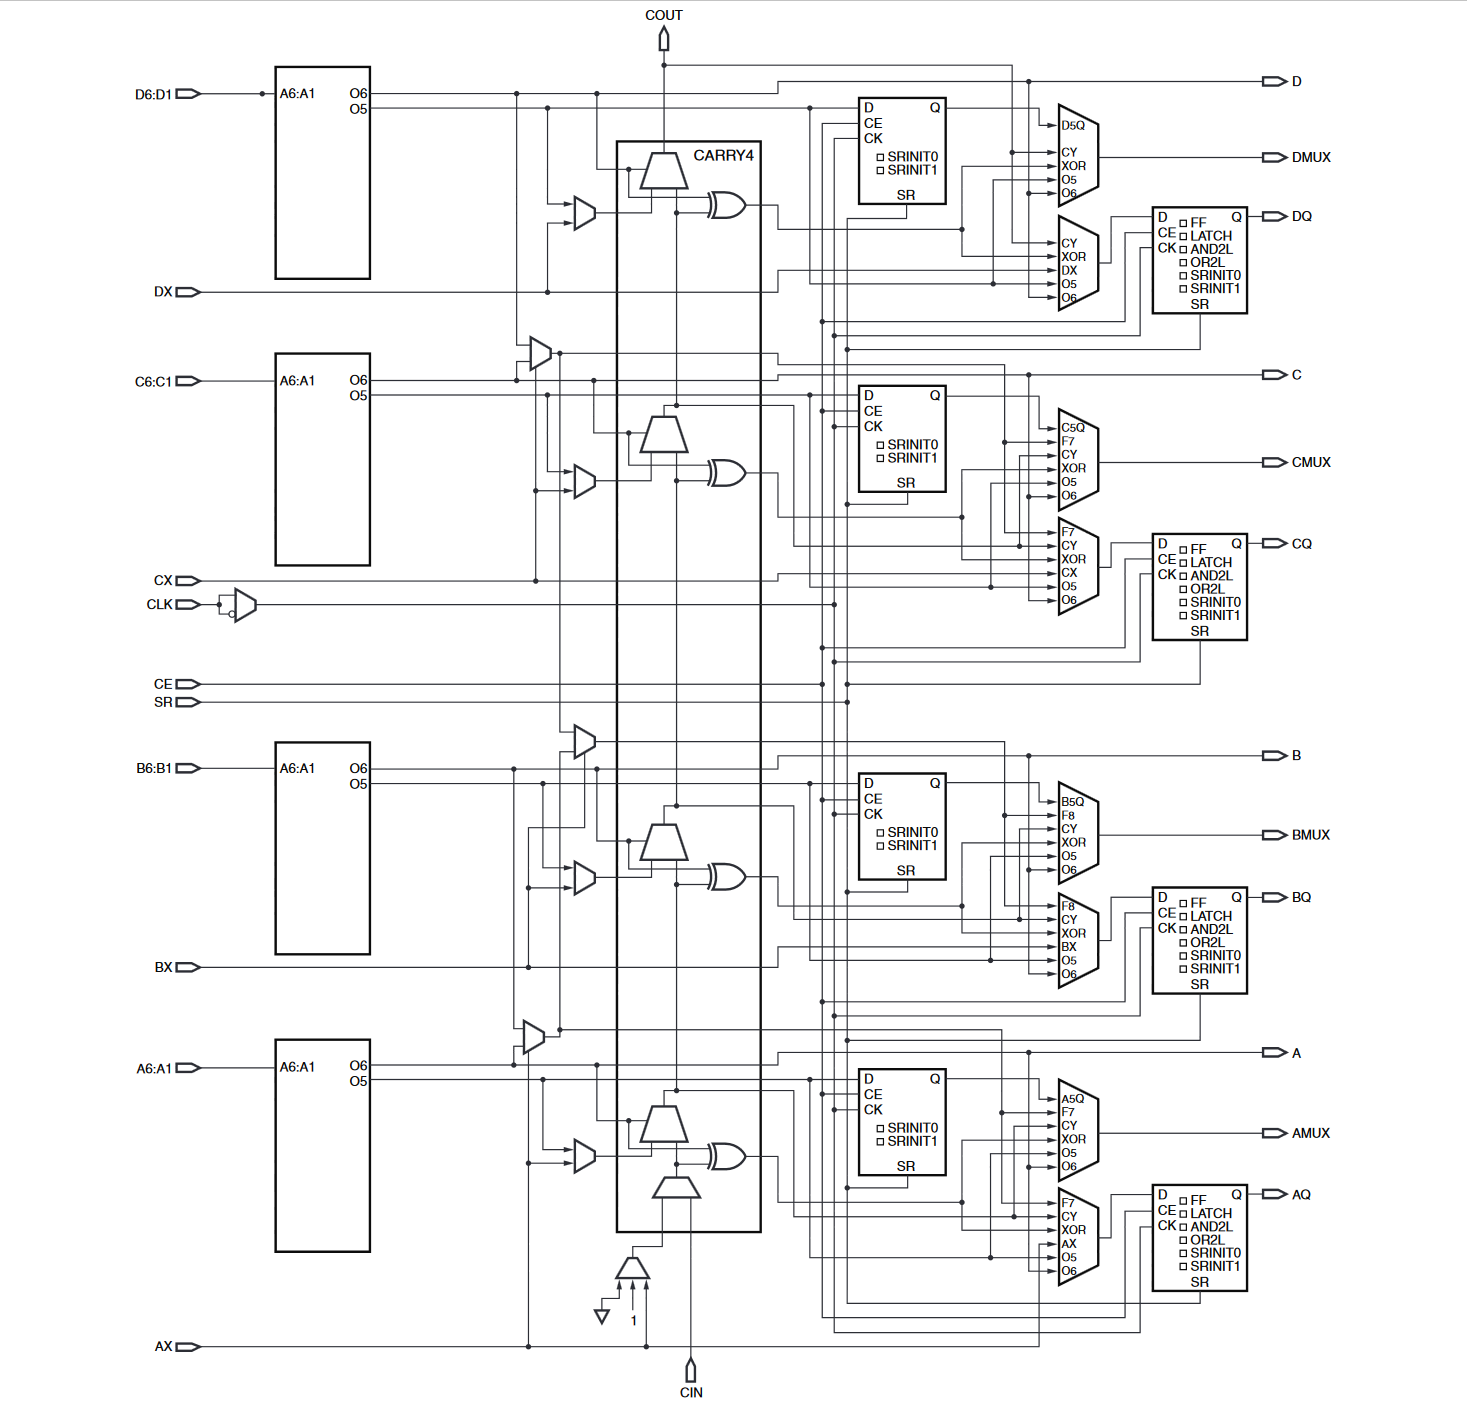 COUT
D6:D1
A6:A1
O6
O5
CARRY4
D
CE
CK
Q
SRINIT0
SRINIT1
SR
D5Q
CY
XOR
O5
O6
D
DMUX
CY
XOR
DX
O5
O6
D
CE
CK
Q
FF
LATCH
AND2L
OR2L
SRINIT0
SRINIT1
SR
DQ
DX
C6:C1
A6:A1
O6
O5
D
CE
CK
Q
SRINIT0
SRINIT1
SR
C5Q
F7
CY
XOR
O5
O6
C
CMUX
F7
CY
XOR
CX
O5
O6
D
CE
CK
Q
FF
LATCH
AND2L
OR2L
SRINIT0
SRINIT1
SR
CQ
CX
CLK
CE
SR
B6:B1
A6:A1
O6
O5
D
CE
CK
Q
SRINIT0
SRINIT1
SR
B5Q
F8
CY
XOR
O5
O6
B
BMUX
F8
CY
XOR
BX
O5
O6
D
CE
CK
Q
FF
LATCH
AND2L
OR2L
SRINIT0
SRINIT1
SR
BQ
BX
A6:A1
A6:A1
O6
O5
D
CE
CK
Q
SRINIT0
SRINIT1
SR
A5Q
F7
CY
XOR
O5
O6
A
AMUX
F7
CY
XOR
AX
O5
O6
D
CE
CK
Q
FF
LATCH
AND2L
OR2L
SRINIT0
SRINIT1
SR
AQ
1
AX
CIN